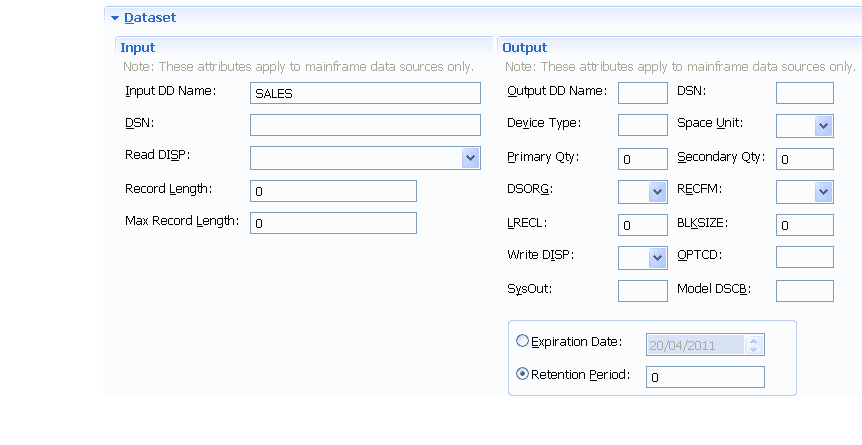 Dataset
Input
Note: These attributes apply to mainframe data sources only.
Input DD Name: SALES
DSN:
Read DISP:
Record Length: 0
Max Record Length: 0
Output
Note: These attributes apply to mainframe data sources only.
Output DD Name: DSN:
Device Type: Space Unit:
Primary Qty: 0 Secondary Qty: 0
DSORG: RECFM:
LRECL: 0 BLKSIZE: 0
Write DISP: OPTCD:
SysOut: Model DSCB:
Expiration Date: 20/04/2011
Retention Period: 0